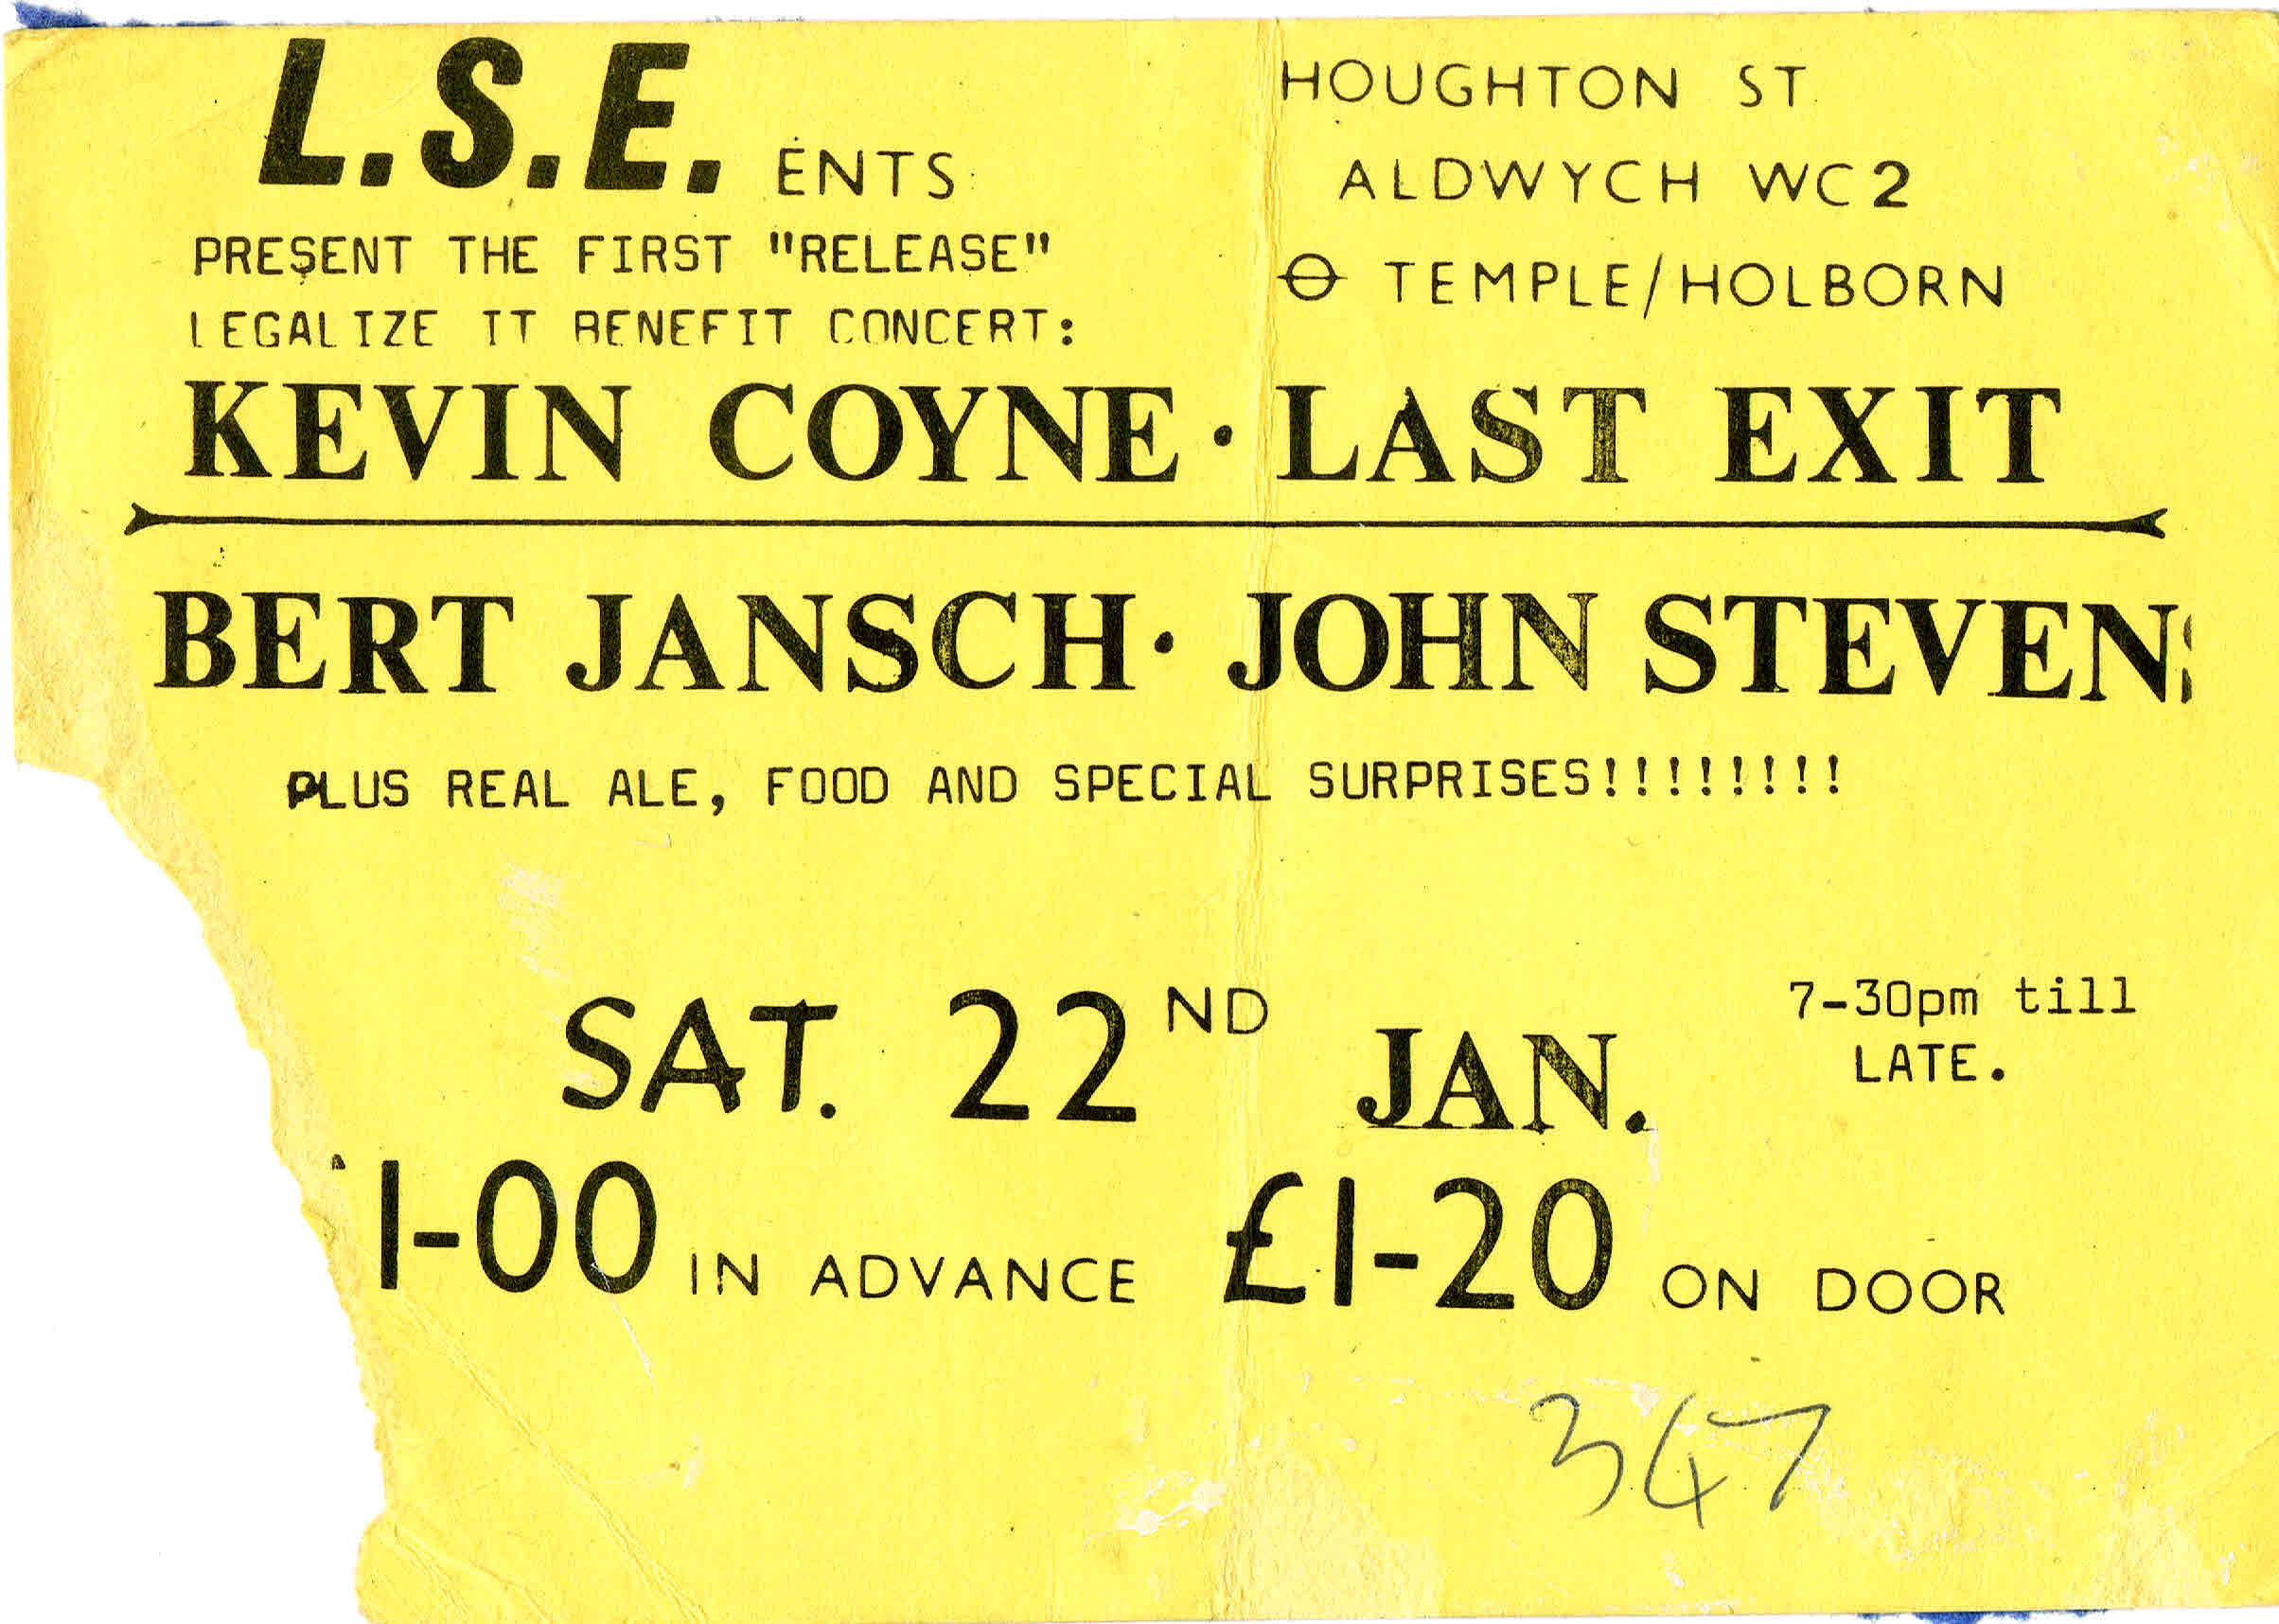 L.S.E. ENTS
PRESENT THE FIRST "RELEASE"
LEGALIZE IT BENEFIT CONCERT:
HOUGHTON ST.
ALDWYCH WC2
TEMPLE/HOLBORN
KEVIN COYNE · LAST EXIT
BERT JANSCH · JOHN STEVENS
PLUS REAL ALE, FOOD AND SPECIAL SURPRISES!!!!!!!!
SAT. 22ND JAN.
7-30pm till
LATE.
1-00 IN ADVANCE £1-20 ON DOOR
347